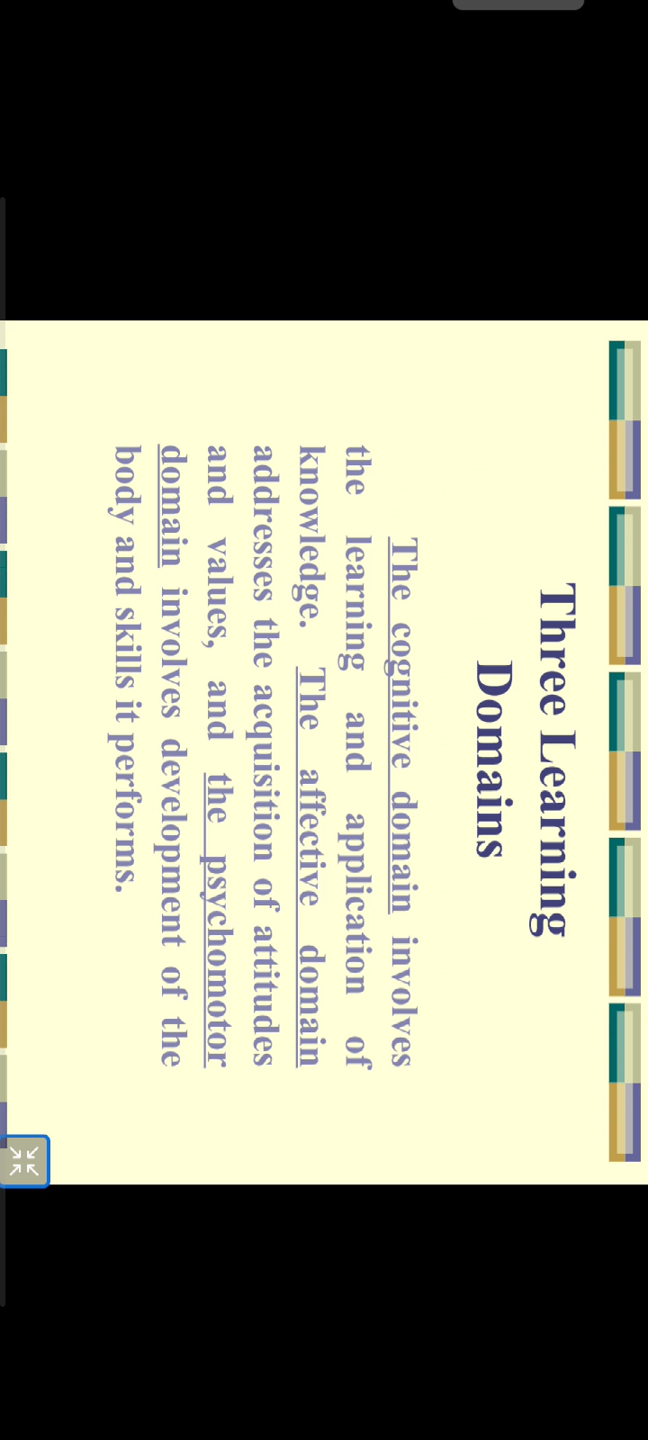 Three Learning
Domains
The cognitive domain involves
the learning and application of
knowledge. The affective domain
addresses the acquisition of attitudes
and values, and the psychomotor
domain involves development of the
body and skills it performs.